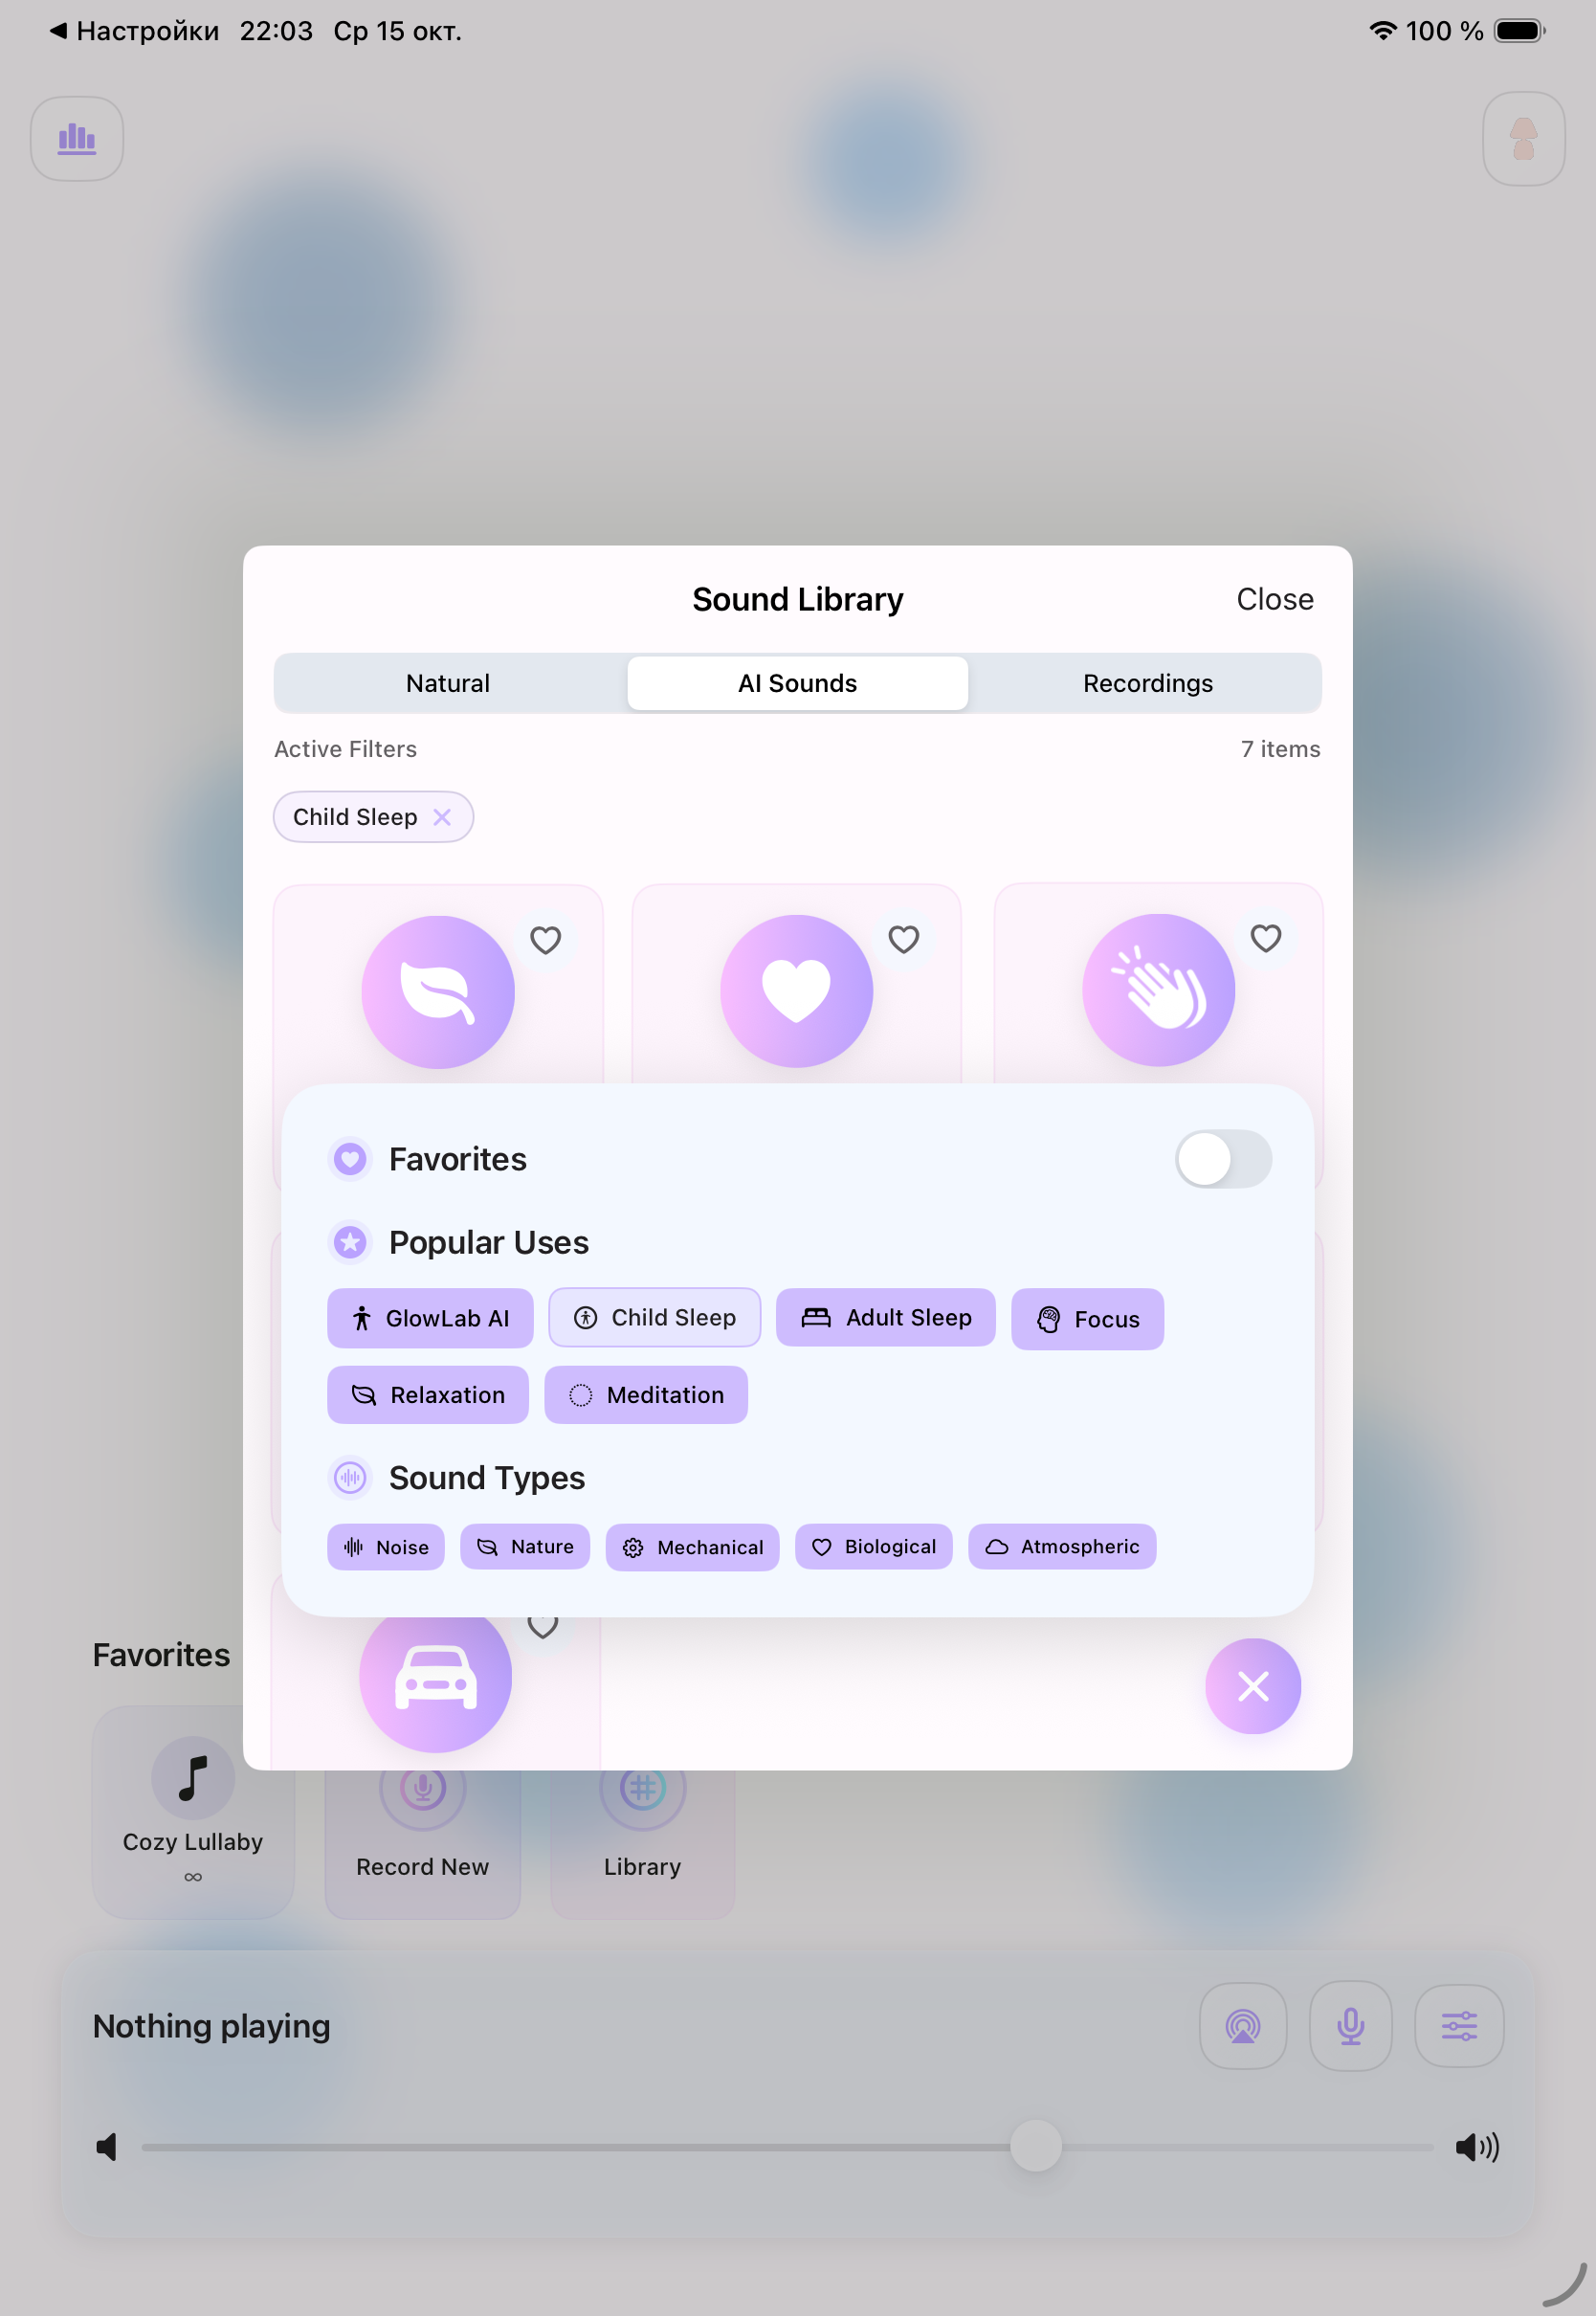 Настройки 22:03 Ср 15 окт. 100 %
Sound Library Close
Natural AI Sounds Recordings
Active Filters 7 items
Child Sleep
Favorites
Popular Uses
GlowLab AI Child Sleep Adult Sleep Focus
Relaxation Meditation
Sound Types
Noise Nature Mechanical Biological Atmospheric
Favorites
Cozy Lullaby Record New Library
∞
Nothing playing